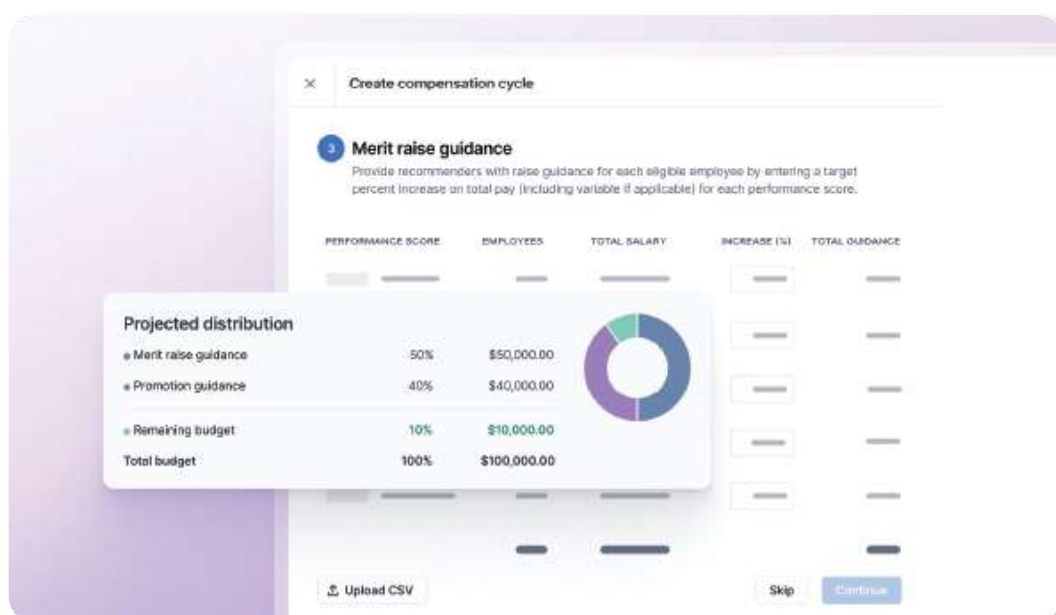 Create compensation cycle
3 Merit raise guidance
Provide recommenders with raise guidance for each eligible employee by entering a target
percent increase on total pay (including variable if applicable) for each performance score.
PERFORMANCE SCORE EMPLOYEES TOTAL SALARY INCREASE (%) TOTAL GUIDANCE
Projected distribution
Merit raise guidance 50% $50,000.00
Promotion guidance 40% $40,000.00
Remaining budget 10% $10,000.00
Total budget 100% $100,000.00
Upload CSV Skip Continue